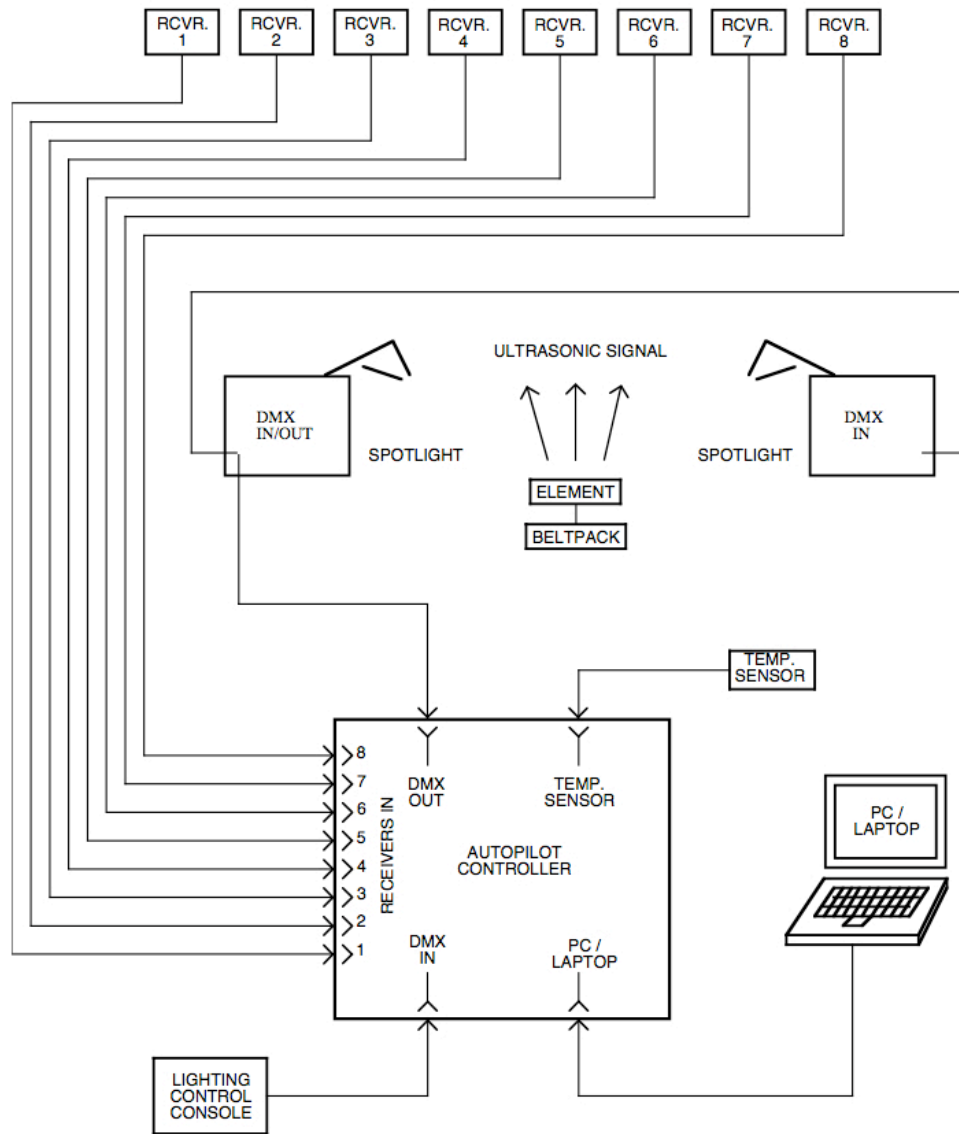 RCVR.
1
RCVR.
2
RCVR.
3
RCVR.
4
RCVR.
5
RCVR.
6
RCVR.
7
RCVR.
8
ULTRASONIC SIGNAL
DMX
IN/OUT
SPOTLIGHT
SPOTLIGHT
DMX
IN
ELEMENT
BELTPACK
TEMP.
SENSOR
8
7
6
5
4
3
2
1
RECEIVERS IN
DMX
OUT
TEMP.
SENSOR
AUTOPILOT
CONTROLLER
DMX
IN
PC /
LAPTOP
PC /
LAPTOP
LIGHTING
CONTROL
CONSOLE